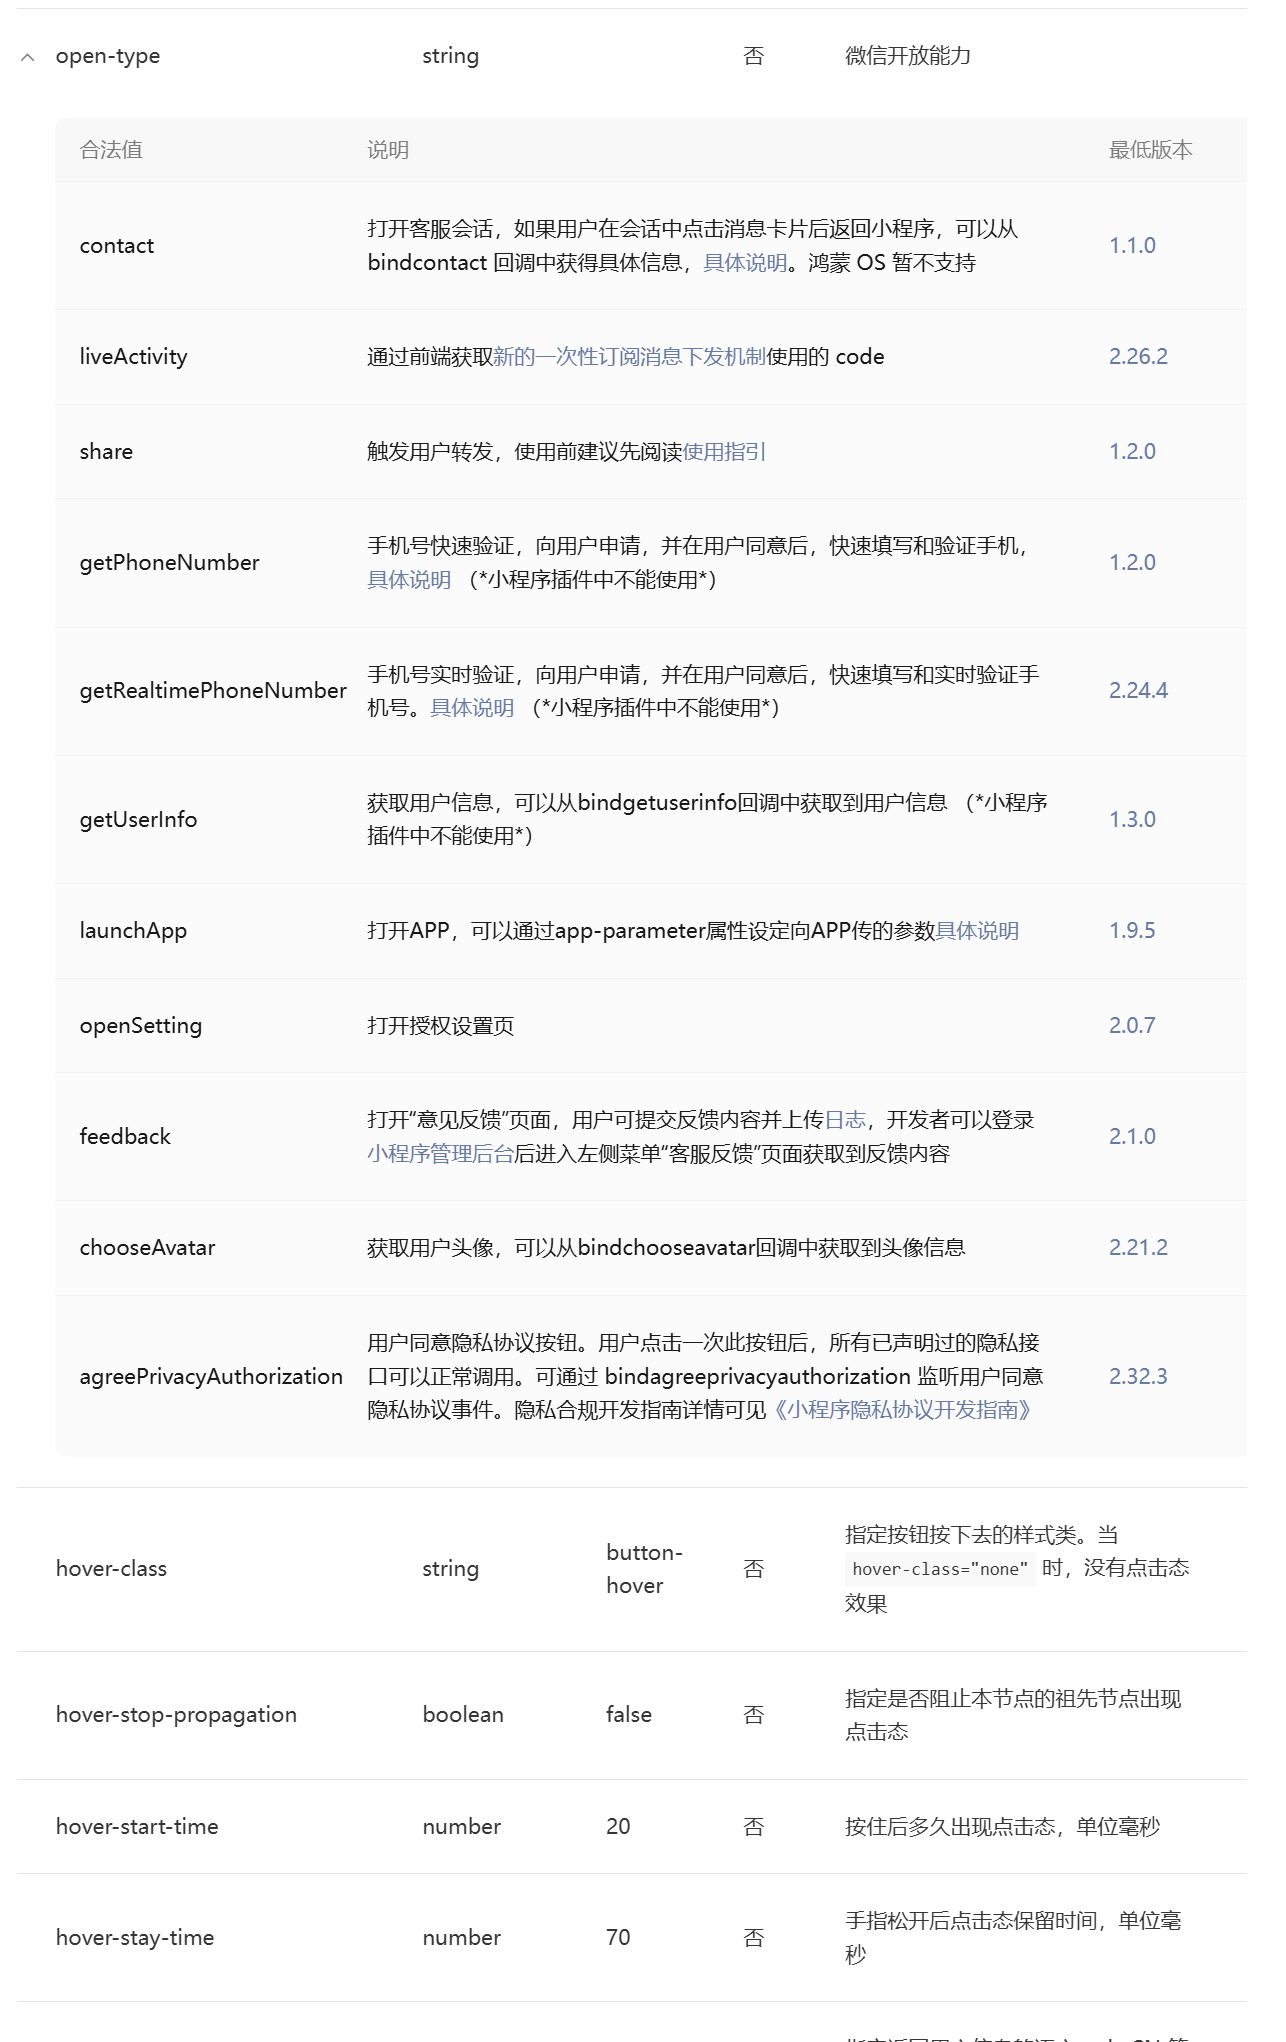 open-type string 否 微信开放能力
合法值 说明 最低版本
contact 打开客服会话，如果用户在会话中点击消息卡片后返回小程序，可以从 1.1.0
bindcontact 回调中获得具体信息，具体说明。鸿蒙 OS 暂不支持
liveActivity 通过前端获取新的一次性订阅消息下发机制使用的 code 2.26.2
share 触发用户转发，使用前建议先阅读使用指引 1.2.0
getPhoneNumber 手机号快速验证，向用户申请，并在用户同意后，快速填写和验证手机， 1.2.0
具体说明 （*小程序插件中不能使用*）
getRealtimePhoneNumber 手机号实时验证，向用户申请，并在用户同意后，快速填写和实时验证手 2.24.4
机号。具体说明 （*小程序插件中不能使用*）
getUserInfo 获取用户信息，可以从bindgetuserinfo回调中获取到用户信息 （*小程序 1.3.0
插件中不能使用*）
launchApp 打开APP，可以通过app-parameter属性设定向APP传的参数具体说明 1.9.5
openSetting 打开授权设置页 2.0.7
feedback 打开“意见反馈”页面，用户可提交反馈内容并上传日志，开发者可以登录 2.1.0
小程序管理后台后进入左侧菜单“客服反馈”页面获取到反馈内容
chooseAvatar 获取用户头像，可以从bindchooseavatar回调中获取到头像信息 2.21.2
agreePrivacyAuthorization 用户同意隐私协议按钮。用户点击一次此按钮后，所有已声明过的隐私接 2.32.3
口可以正常调用。可通过 bindagreeprivacyauthorization 监听用户同意
隐私协议事件。隐私合规开发指南详情可见《小程序隐私协议开发指南》
hover-class string button- 否 指定按钮按下去的样式类。当
hover hover-class="none" 时，没有点击态
效果
hover-stop-propagation boolean false 否 指定是否阻止本节点的祖先节点出现
点击态
hover-start-time number 20 否 按住后多久出现点击态，单位毫秒
hover-stay-time number 70 否 手指松开后点击态保留时间，单位毫
秒